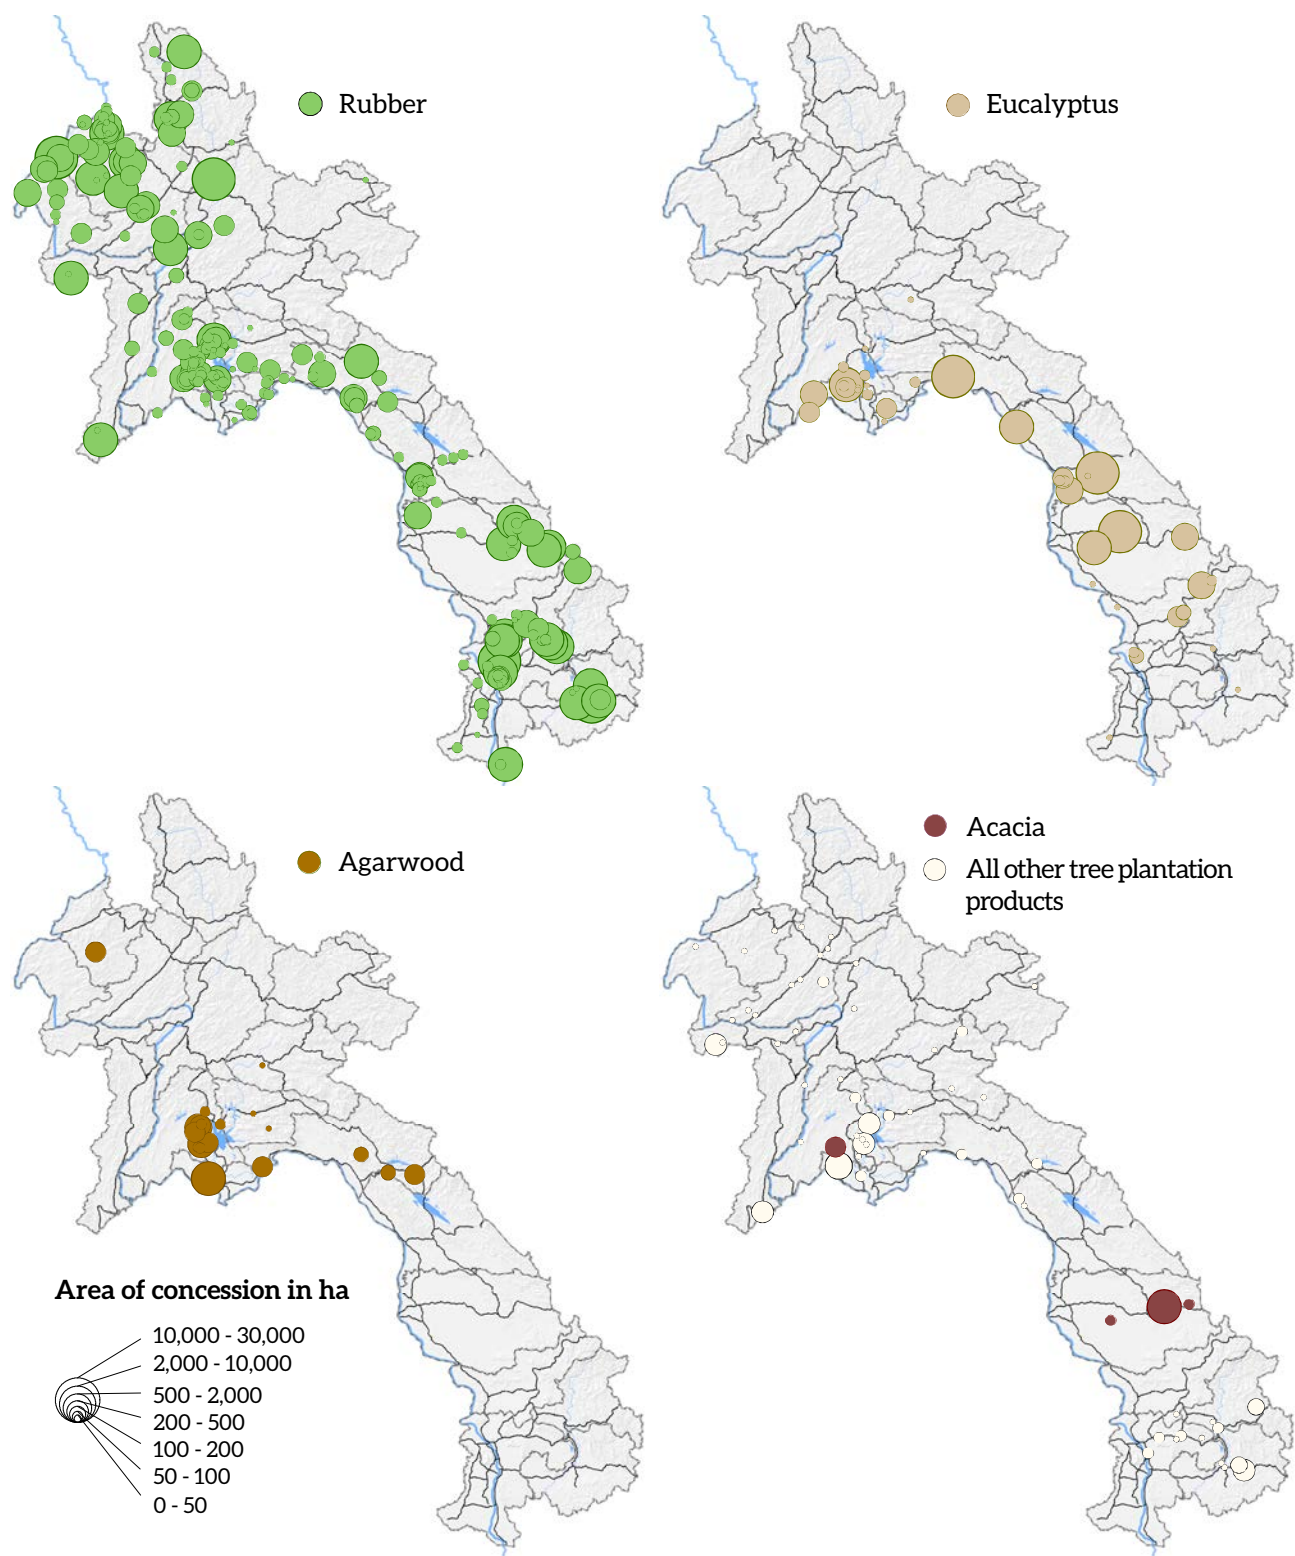 Rubber
Eucalyptus
Agarwood
Acacia
All other tree plantation
products
Area of concession in ha
10,000 - 30,000
2,000 - 10,000
500 - 2,000
200 - 500
100 - 200
50 - 100
0 - 50